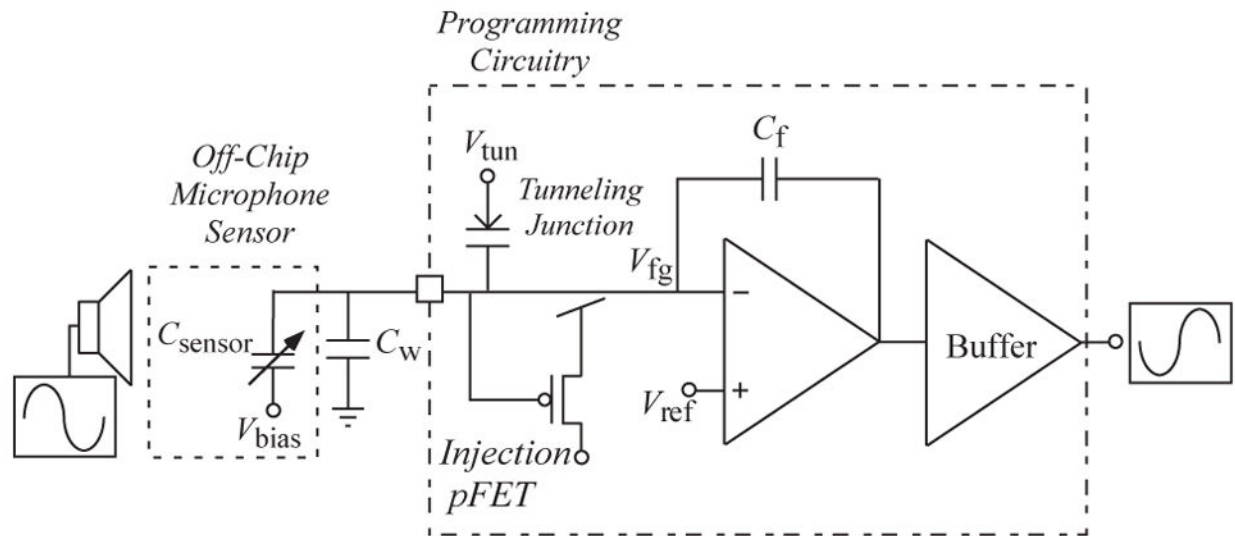 Programming
Circuitry
Off-Chip
Microphone
Sensor
V_tun
Tunneling
Junction
C_f
V_fg
C_sensor
C_w
V_bias
−
+
V_ref
Buffer
Injection
pFET